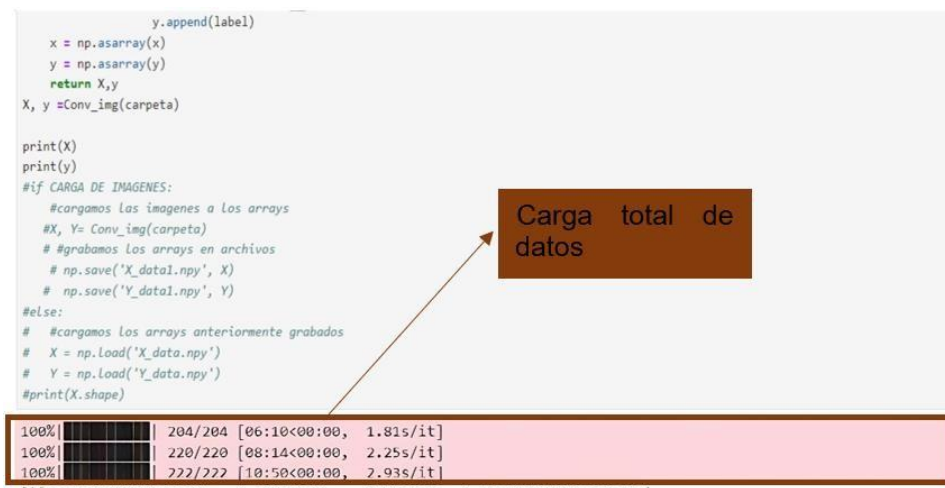 y.append(label)
x = np.asarray(x)
y = np.asarray(y)
return X,y
X, y =Conv_img(carpeta)
print(X)
print(y)
#if CARGA DE IMAGENES:
#cargamos las imagenes a los arrays
#X, Y= Conv_img(carpeta)
# #grabamos los arrays en archivos
# np.save('X_data1.npy', X)
# np.save('Y_data1.npy', Y)
#else:
# #cargamos los arrays anteriormente grabados
# X = np.load('X_data.npy')
# Y = np.load('Y_data.npy')
#print(X.shape)
Carga total de
datos
100%| | 204/204 [06:10<00:00, 1.81s/it]
100%| | 220/220 [08:14<00:00, 2.25s/it]
100%| | 222/222 [10:50<00:00, 2.93s/it]